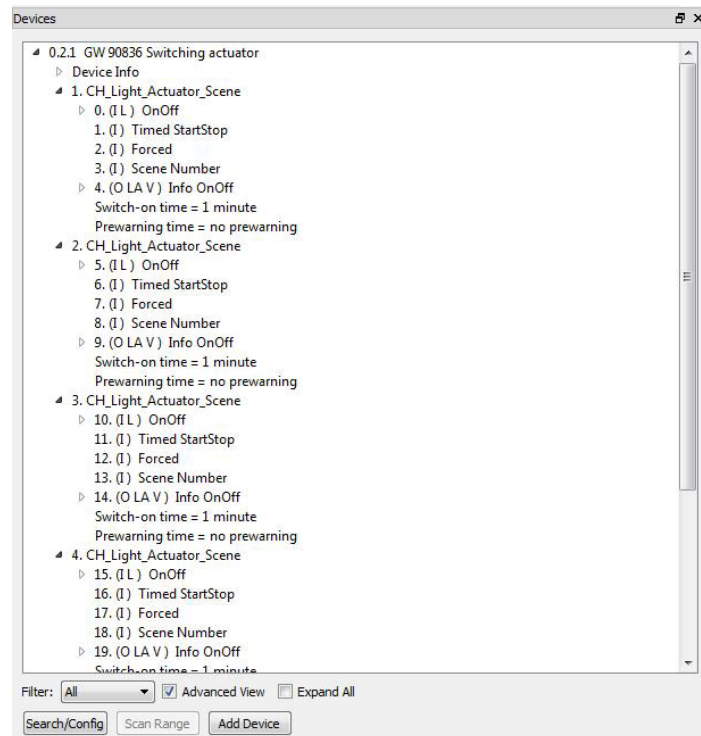 Devices
0.2.1 GW 90836 Switching actuator
Device Info
1. CH_Light_Actuator_Scene
0. (I L ) OnOff
1. (I ) Timed StartStop
2. (I ) Forced
3. (I ) Scene Number
4. (O LA V ) Info OnOff
Switch-on time = 1 minute
Prewarning time = no prewarning
2. CH_Light_Actuator_Scene
5. (I L ) OnOff
6. (I ) Timed StartStop
7. (I ) Forced
8. (I ) Scene Number
9. (O LA V ) Info OnOff
Switch-on time = 1 minute
Prewarning time = no prewarning
3. CH_Light_Actuator_Scene
10. (I L ) OnOff
11. (I ) Timed StartStop
12. (I ) Forced
13. (I ) Scene Number
14. (O LA V ) Info OnOff
Switch-on time = 1 minute
Prewarning time = no prewarning
4. CH_Light_Actuator_Scene
15. (I L ) OnOff
16. (I ) Timed StartStop
17. (I ) Forced
18. (I ) Scene Number
19. (O LA V ) Info OnOff
Switch-on time = 1 minute
Filter: All Advanced View Expand All
Search/Config Scan Range Add Device